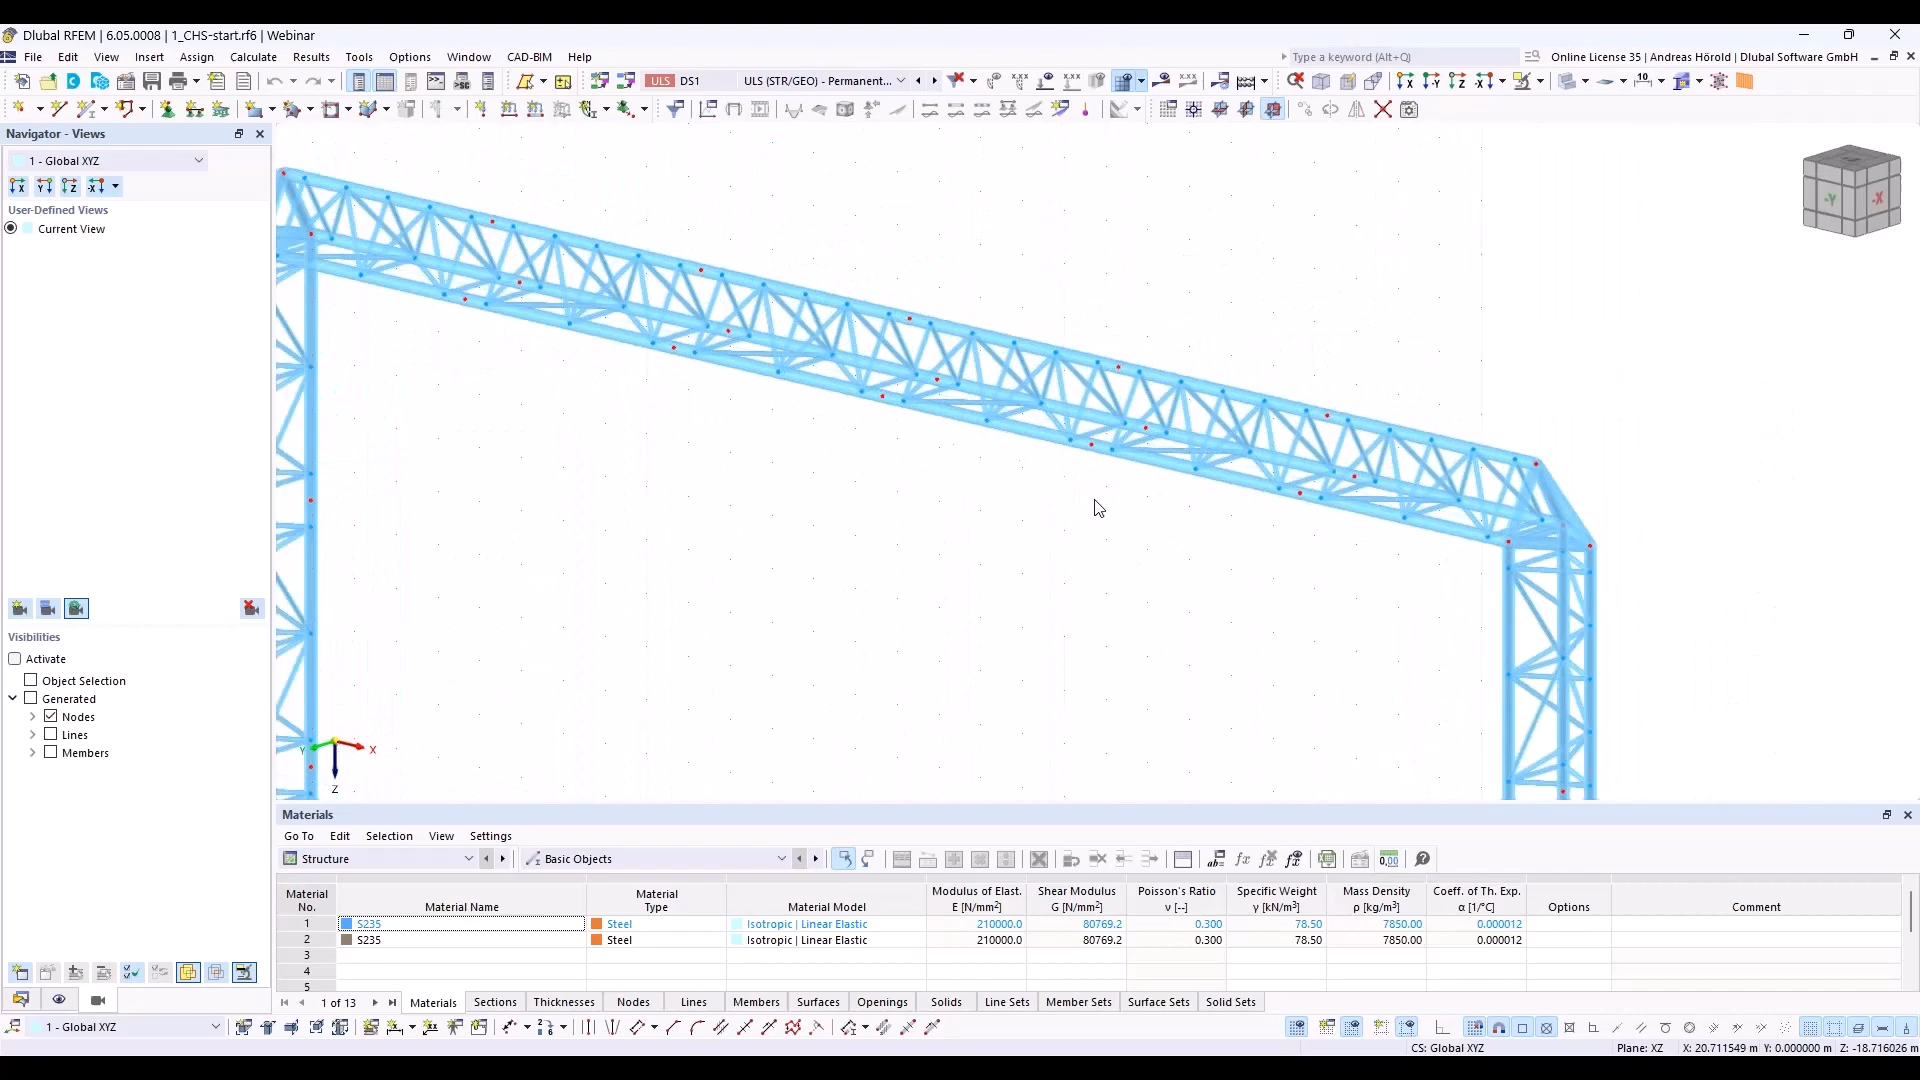 Dlubal RFEM | 6.05.0008 | 1_CHS-start.rf6 | Webinar
File Edit View Insert Assign Calculate Results Tools Options Window CAD-BIM Help
Type a keyword (Alt+Q)
Online License 35 | Andreas Hörold | Dlubal Software GmbH
ULS DS1 ULS (STR/GEO) - Permanent...
Navigator - Views
1 - Global XYZ
User-Defined Views
Current View
-Y -X
Visibilities
Activate
Object Selection
Generated
Nodes
Lines
Members
Y X
Z
Materials
Go To Edit Selection View Settings
Structure Basic Objects
Material No. Material Name Material Type Material Model Modulus of Elast. E [N/mm²] Shear Modulus G [N/mm²] Poisson's Ratio ν [--] Specific Weight γ [kN/m³] Mass Density ρ [kg/m³] Coeff. of Th. Exp. α [1/°C] Options Comment
1 S235 Steel Isotropic | Linear Elastic 210000.0 80769.2 0.300 78.50 7850.00 0.000012
2 S235 Steel Isotropic | Linear Elastic 210000.0 80769.2 0.300 78.50 7850.00 0.000012
3
4
5
1 of 13 Materials Sections Thicknesses Nodes Lines Members Surfaces Openings Solids Line Sets Member Sets Surface Sets Solid Sets
1 - Global XYZ
CS: Global XYZ Plane: XZ X: 20.711549 m Y: 0.000000 m Z: -18.716026 m